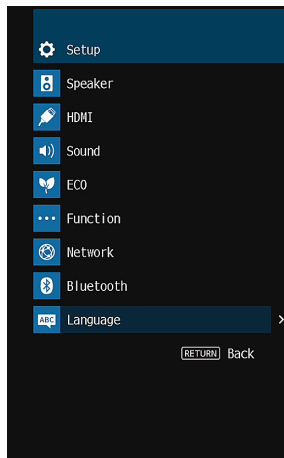 Setup
Speaker
HDMI
Sound
ECO
Function
Network
Bluetooth
ABC Language
RETURN Back